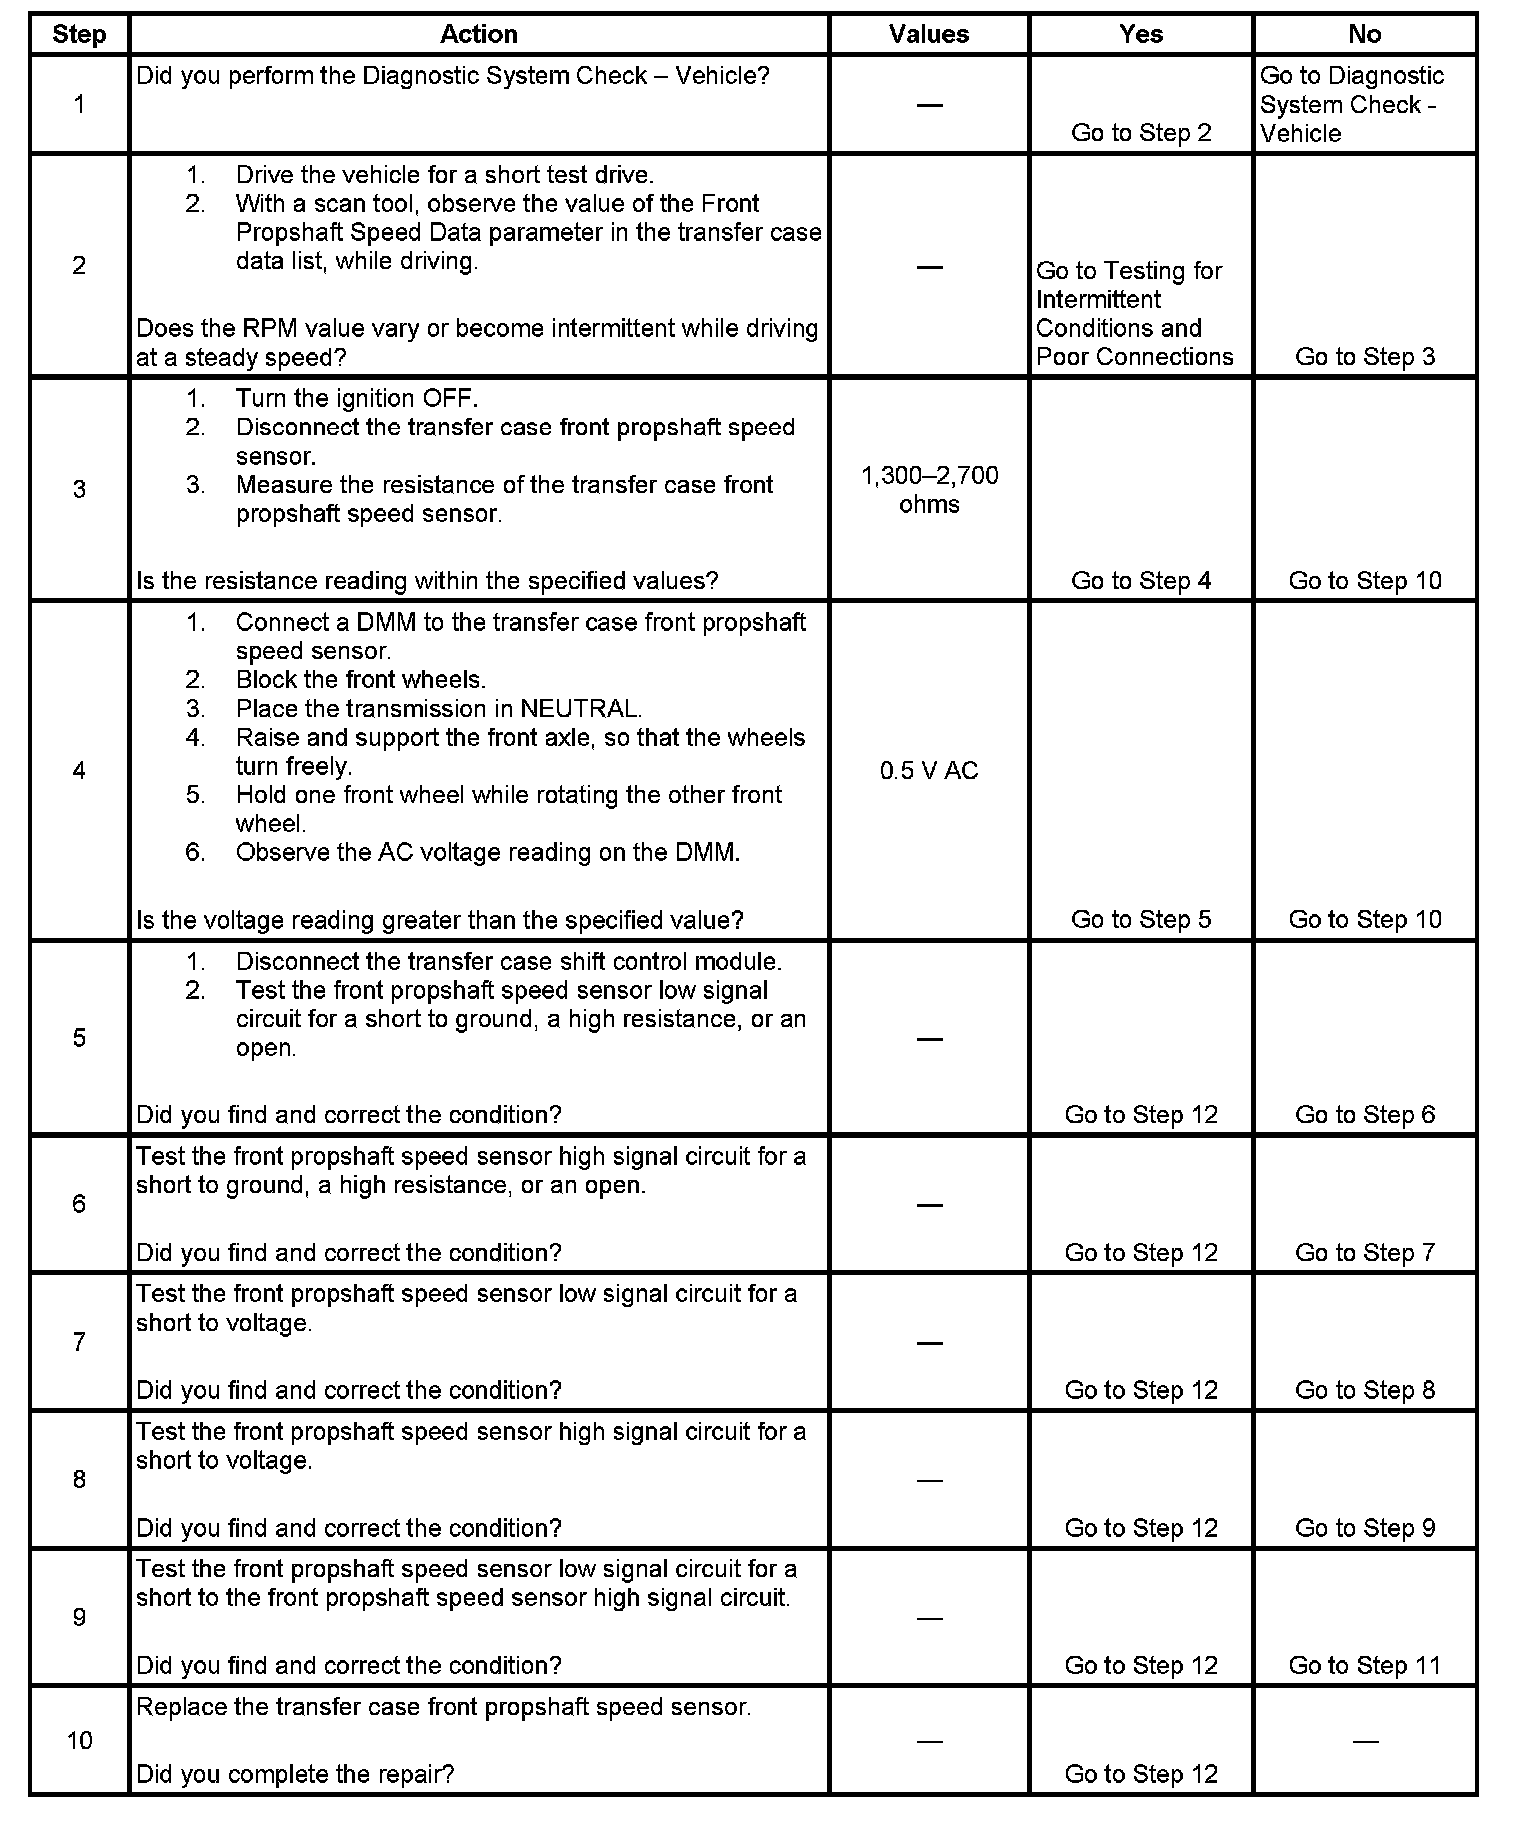 Step Action Values Yes No
1
Did you perform the Diagnostic System Check – Vehicle?
—
Go to Step 2
Go to Diagnostic
System Check -
Vehicle
2
1. Drive the vehicle for a short test drive.
2. With a scan tool, observe the value of the Front
Propshaft Speed Data parameter in the transfer case
data list, while driving.
Does the RPM value vary or become intermittent while driving
at a steady speed?
—
Go to Testing for
Intermittent
Conditions and
Poor Connections
Go to Step 3
3
1. Turn the ignition OFF.
2. Disconnect the transfer case front propshaft speed
sensor.
3. Measure the resistance of the transfer case front
propshaft speed sensor.
Is the resistance reading within the specified values?
1,300–2,700
ohms
Go to Step 4
Go to Step 10
4
1. Connect a DMM to the transfer case front propshaft
speed sensor.
2. Block the front wheels.
3. Place the transmission in NEUTRAL.
4. Raise and support the front axle, so that the wheels
turn freely.
5. Hold one front wheel while rotating the other front
wheel.
6. Observe the AC voltage reading on the DMM.
Is the voltage reading greater than the specified value?
0.5 V AC
Go to Step 5
Go to Step 10
5
1. Disconnect the transfer case shift control module.
2. Test the front propshaft speed sensor low signal
circuit for a short to ground, a high resistance, or an
open.
Did you find and correct the condition?
—
Go to Step 12
Go to Step 6
6
Test the front propshaft speed sensor high signal circuit for a
short to ground, a high resistance, or an open.
Did you find and correct the condition?
—
Go to Step 12
Go to Step 7
7
Test the front propshaft speed sensor low signal circuit for a
short to voltage.
Did you find and correct the condition?
—
Go to Step 12
Go to Step 8
8
Test the front propshaft speed sensor high signal circuit for a
short to voltage.
Did you find and correct the condition?
—
Go to Step 12
Go to Step 9
9
Test the front propshaft speed sensor low signal circuit for a
short to the front propshaft speed sensor high signal circuit.
Did you find and correct the condition?
—
Go to Step 12
Go to Step 11
10
Replace the transfer case front propshaft speed sensor.
Did you complete the repair?
—
Go to Step 12
—